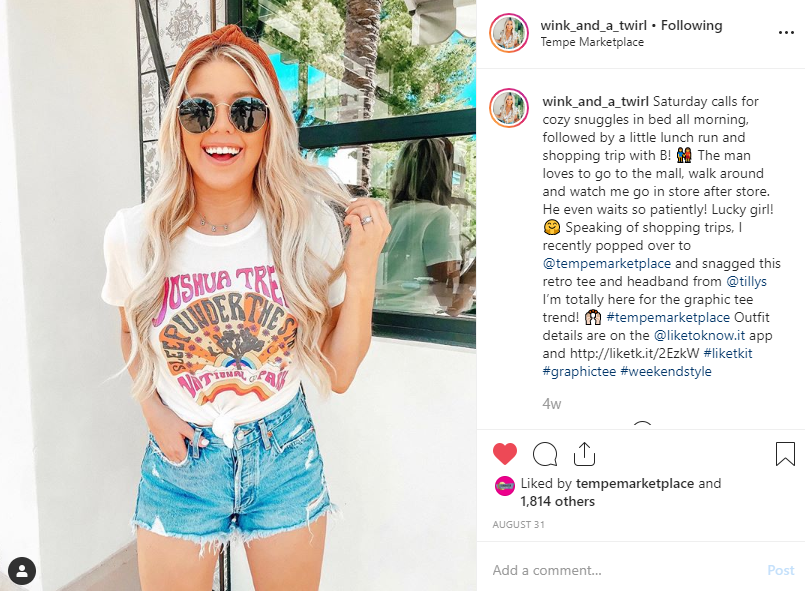 wink_and_a_twirl • Following
Tempe Marketplace
wink_and_a_twirl Saturday calls for
cozy snuggles in bed all morning,
followed by a little lunch run and
shopping trip with B! 👫 The man
loves to go to the mall, walk around
and watch me go in store after store.
He even waits so patiently! Lucky girl!
🤗 Speaking of shopping trips, I
recently popped over to
@tempemarketplace and snagged this
retro tee and headband from @tillys
I'm totally here for the graphic tee
trend! 🙌🏻 #tempemarketplace Outfit
details are on the @liketoknow.it app
and http://liketk.it/2EzkW #liketkit
#graphictee #weekendstyle
4w
Liked by tempemarketplace and
1,814 others
AUGUST 31
Add a comment... Post
JOSHUA TREE
SLEEP UNDER THE
NATIONAL PARK